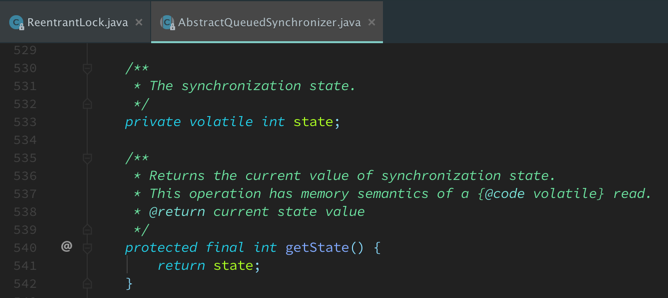 ReentrantLock.java × AbstractQueuedSynchronizer.java ×
529
530 /**
531 * The synchronization state.
532 */
533 private volatile int state;
534
535 /**
536 * Returns the current value of synchronization state.
537 * This operation has memory semantics of a {@code volatile} read.
538 * @return current state value
539 */
540 @ protected final int getState() {
541 return state;
542 }